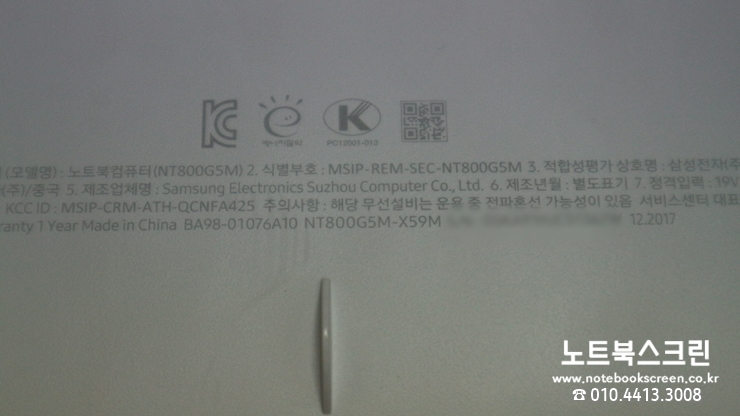 에너지절약
PC13501-013
(모델명) : 노트북컴퓨터(NT800G5M) 2. 식별부호 : MSIP-REM-SEC-NT800G5M 3. 적합성평가 상호명 : 삼성전자(주
(주)/중국 5. 제조업체명 : Samsung Electronics Suzhou Computer Co., Ltd. 6. 제조년월 : 별도표기 7. 정격입력 : 19V
KCC ID : MSIP-CRM-ATH-QCNFA425 주의사항 : 해당 무선설비는 운용 중 전파혼선 가능성이 있음 서비스센터 대표
ranty 1 Year Made in China BA98-01076A10 NT800G5M-X59M 12.2017
노트북스크린
www.notebookscreen.co.kr
☎ 010.4413.3008